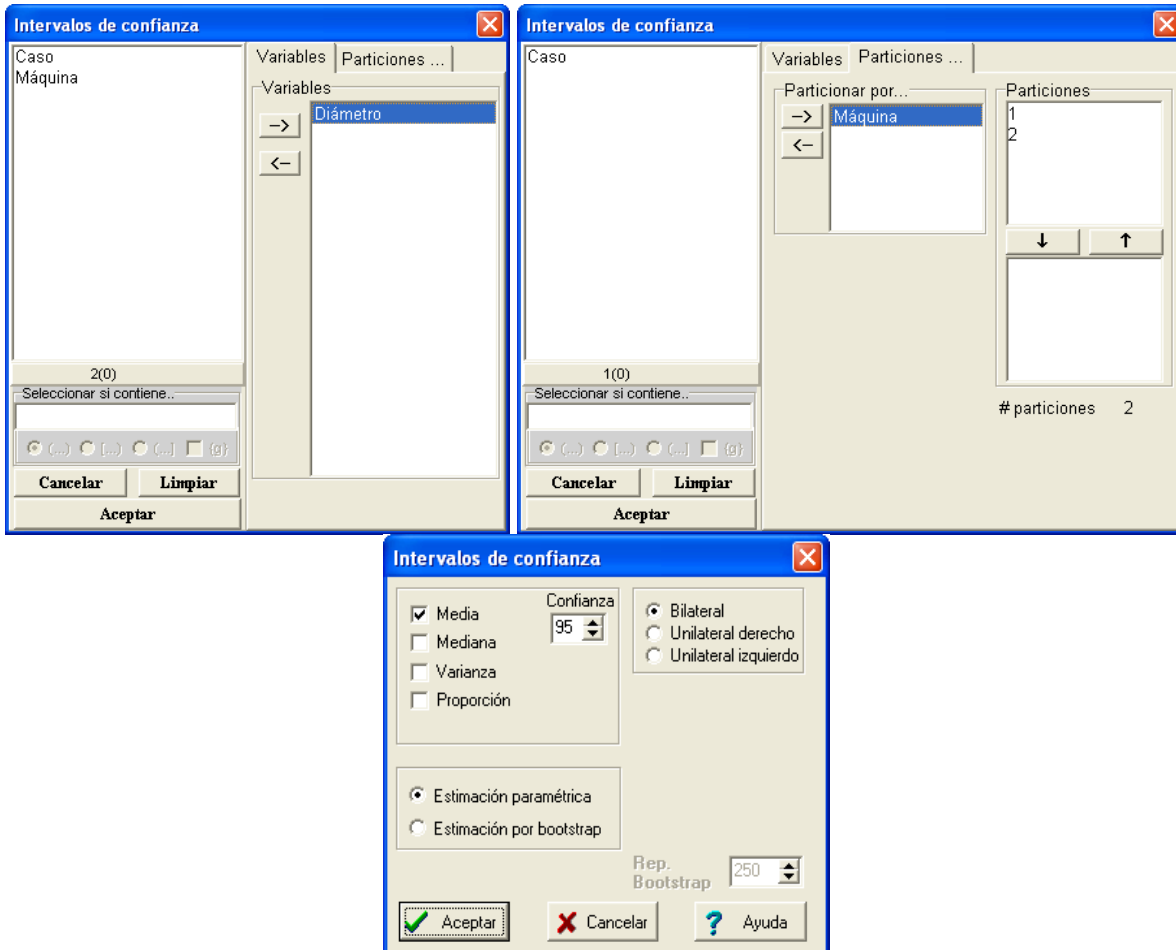 Intervalos de confianza
Caso
Máquina
Variables
Particiones ...
Variables
-->
Diámetro
<--
2(0)
Seleccionar si contiene..
(...)
[...)
(...]
{g}
Cancelar
Limpiar
Aceptar
Intervalos de confianza
Caso
Variables
Particiones ...
Particionar por...
-->
Máquina
<--
Particiones
1
2
↓
↑
# particiones 2
1(0)
Seleccionar si contiene..
(...)
[...)
(...]
{g}
Cancelar
Limpiar
Aceptar
Intervalos de confianza
Media
Mediana
Varianza
Proporción
Confianza
95
Bilateral
Unilateral derecho
Unilateral izquierdo
Estimación paramétrica
Estimación por bootstrap
Rep.
Bootstrap
250
Aceptar
Cancelar
? Ayuda